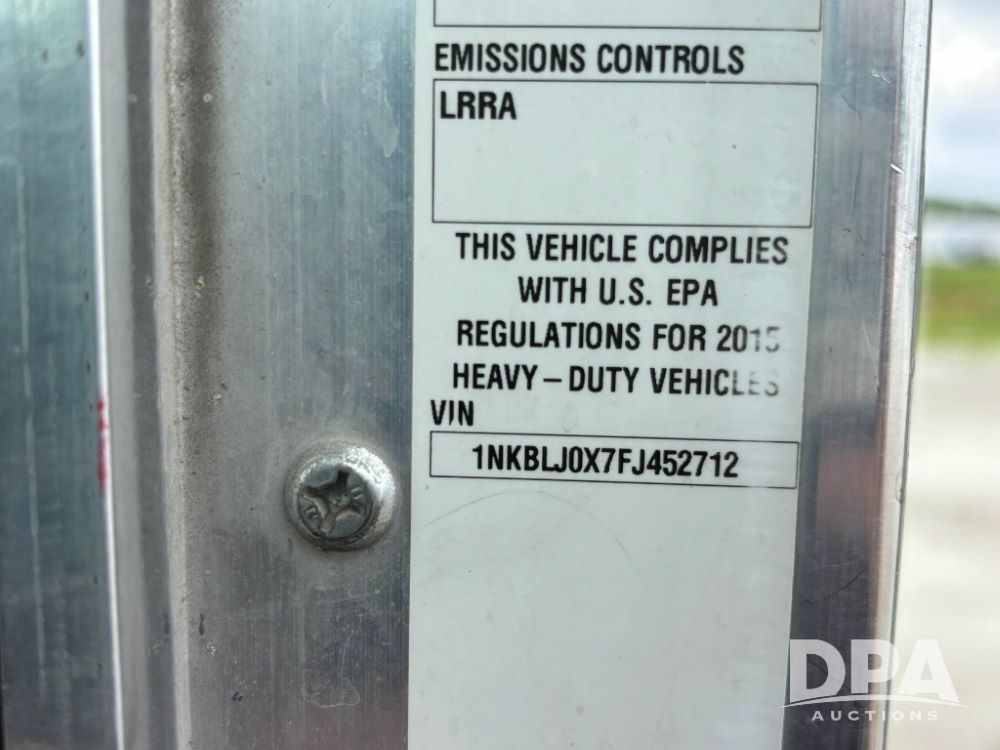 EMISSIONS CONTROLS
LRRA
THIS VEHICLE COMPLIES
WITH U.S. EPA
REGULATIONS FOR 2015
HEAVY-DUTY VEHICLES
VIN
1NKBLJ0X7FJ452712
DPA
AUCTIONS